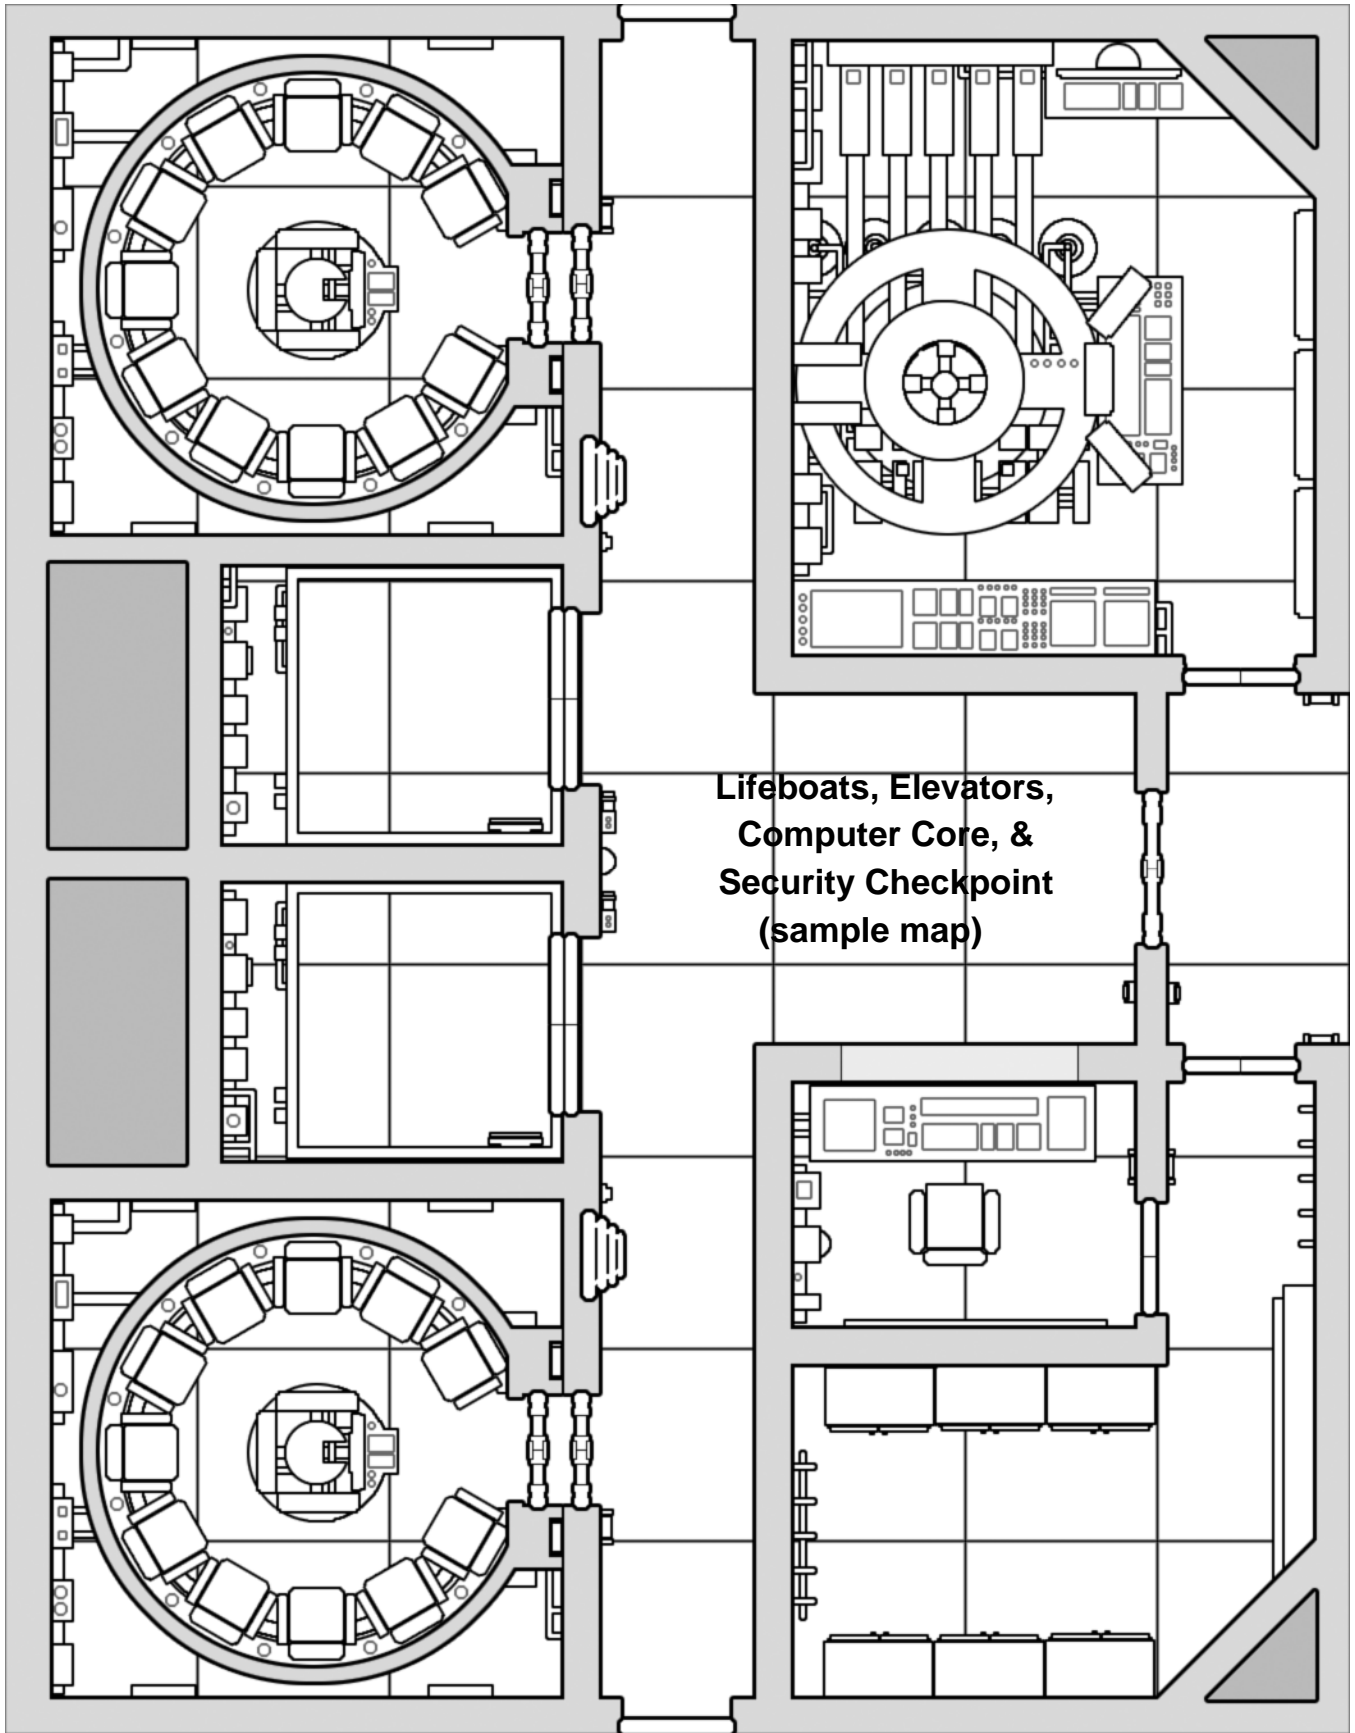 Lifeboats, Elevators,
Computer Core, &
Security Checkpoint
(sample map)